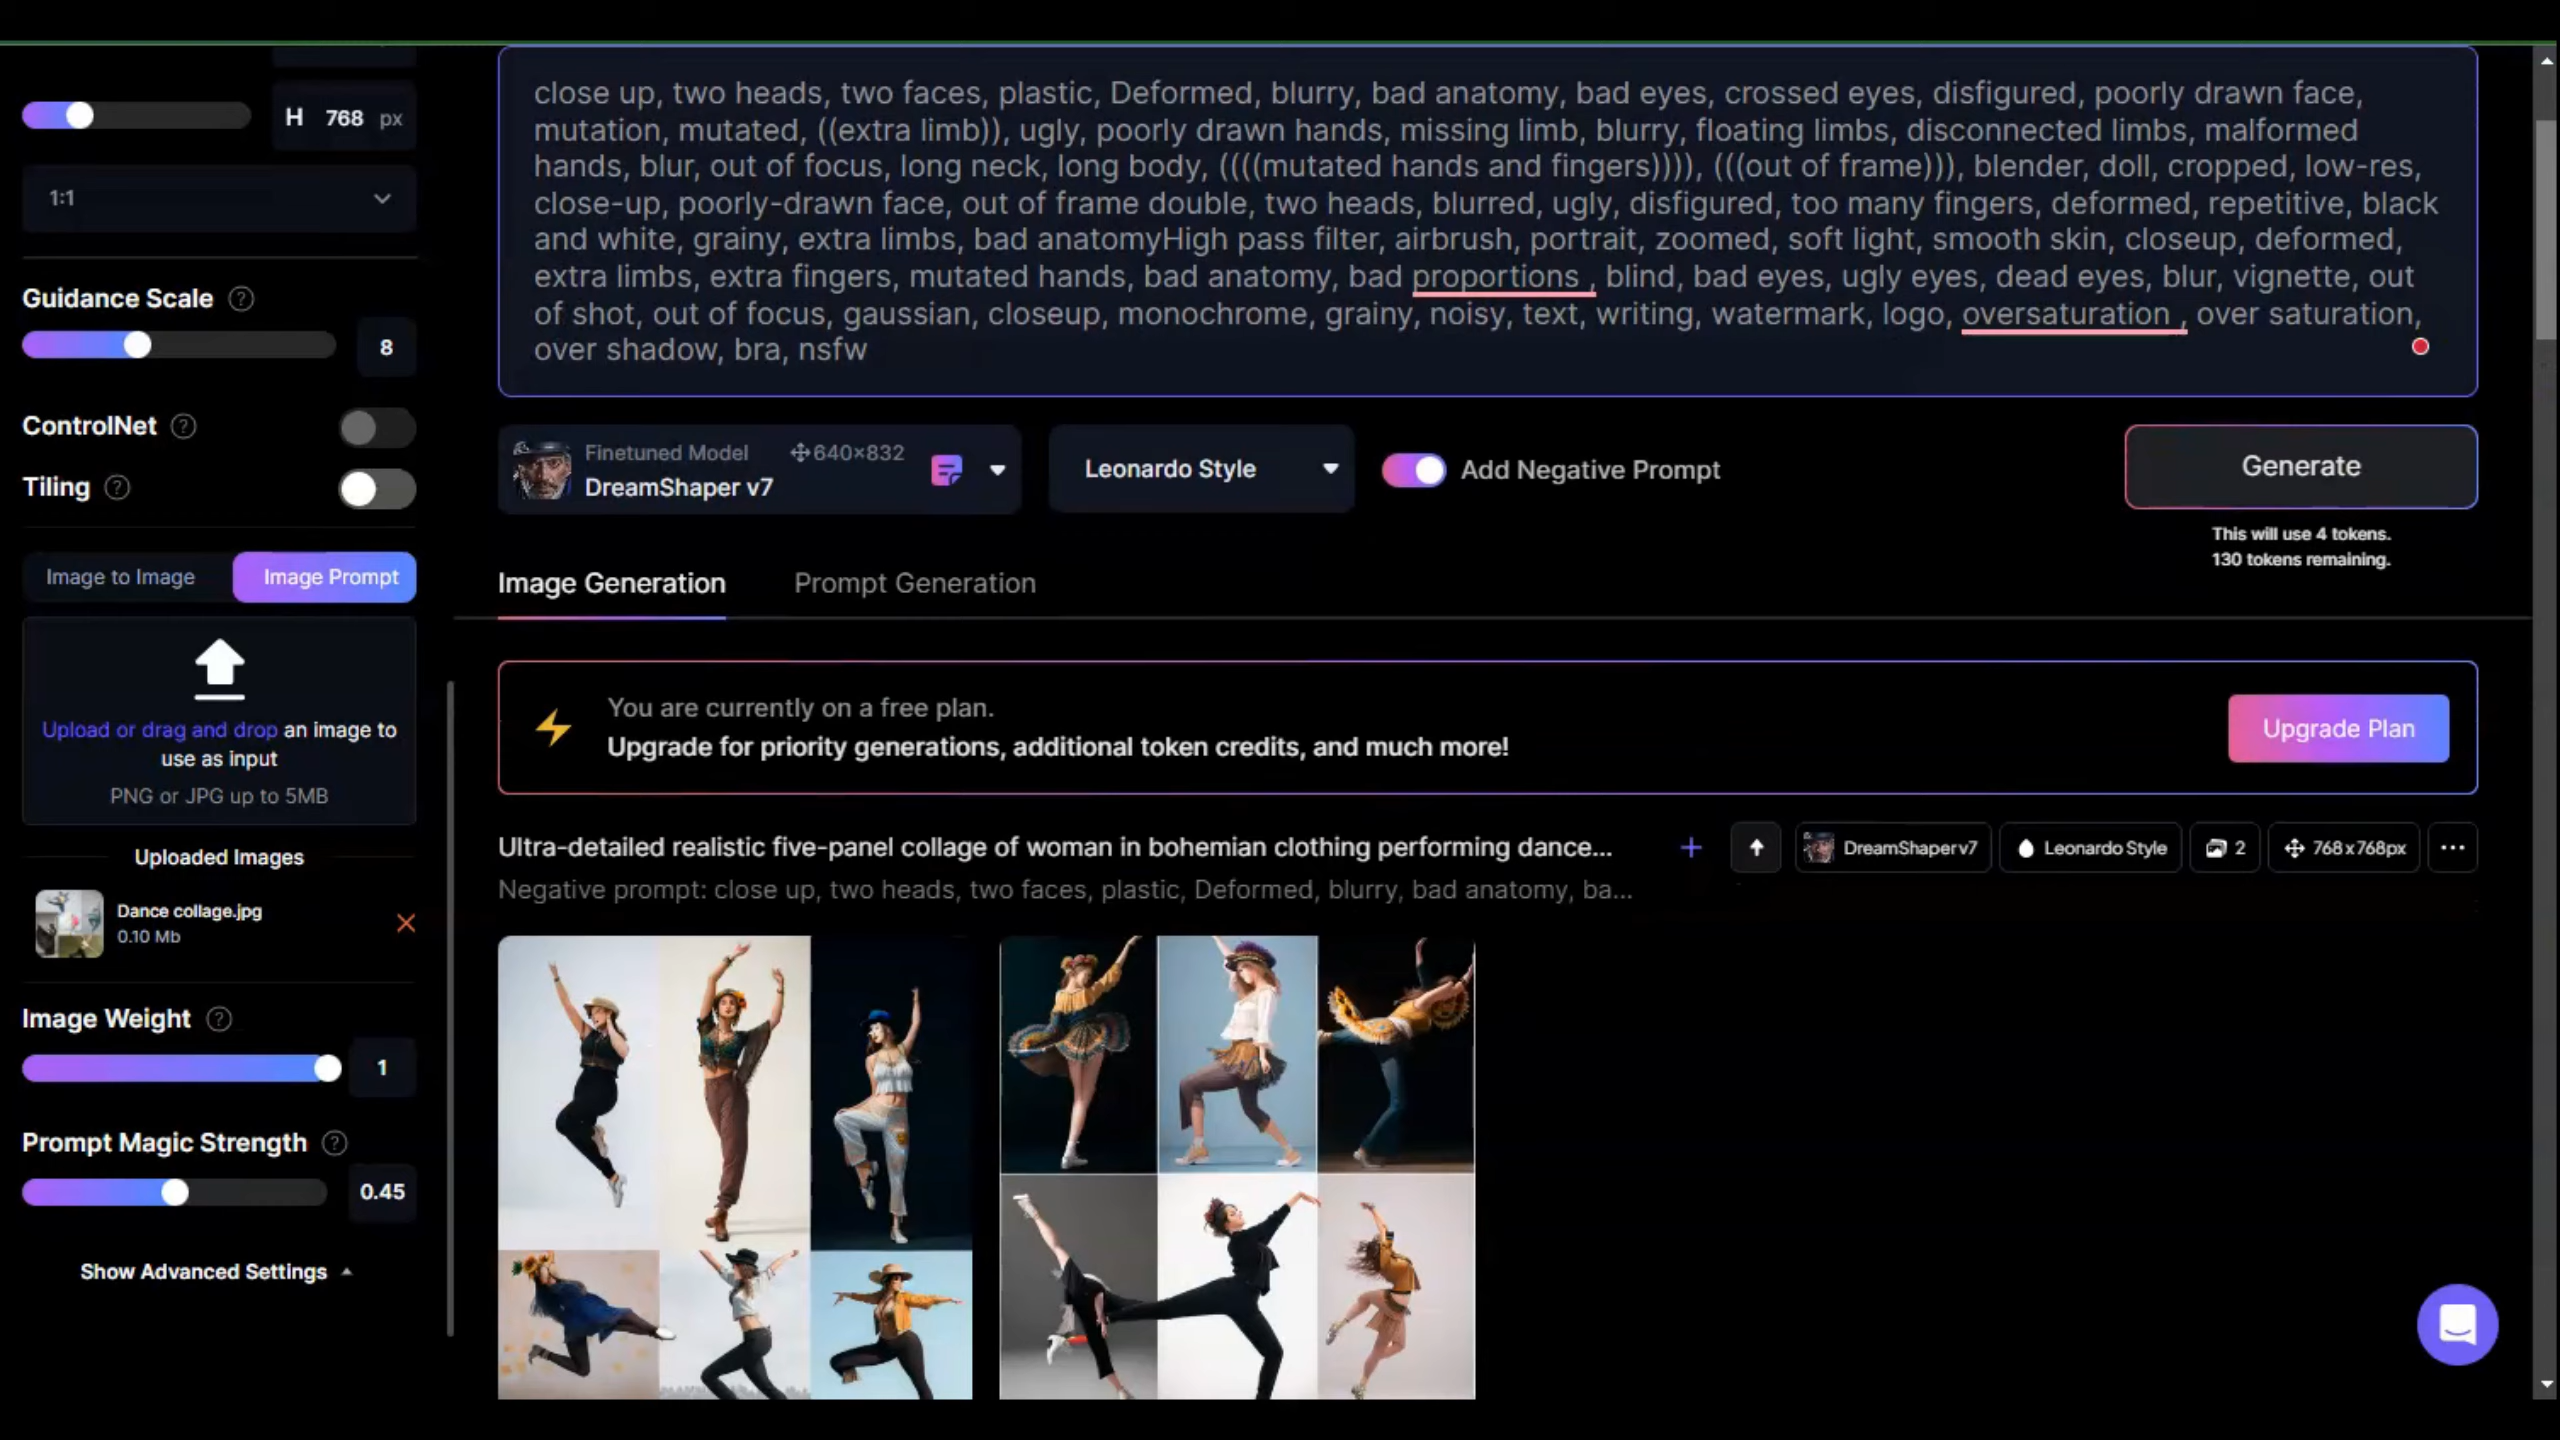 H 768 px
1:1
Guidance Scale ?
8
ControlNet ?
Tiling ?
Image to Image
Image Prompt
Upload or drag and drop an image to
use as input
PNG or JPG up to 5MB
Uploaded Images
Dance collage.jpg
0.10 Mb
Image Weight ?
1
Prompt Magic Strength ?
0.45
Show Advanced Settings
close up, two heads, two faces, plastic, Deformed, blurry, bad anatomy, bad eyes, crossed eyes, disfigured, poorly drawn face,
mutation, mutated, ((extra limb)), ugly, poorly drawn hands, missing limb, blurry, floating limbs, disconnected limbs, malformed
hands, blur, out of focus, long neck, long body, ((((mutated hands and fingers)))), (((out of frame))), blender, doll, cropped, low-res,
close-up, poorly-drawn face, out of frame double, two heads, blurred, ugly, disfigured, too many fingers, deformed, repetitive, black
and white, grainy, extra limbs, bad anatomyHigh pass filter, airbrush, portrait, zoomed, soft light, smooth skin, closeup, deformed,
extra limbs, extra fingers, mutated hands, bad anatomy, bad proportions , blind, bad eyes, ugly eyes, dead eyes, blur, vignette, out
of shot, out of focus, gaussian, closeup, monochrome, grainy, noisy, text, writing, watermark, logo, oversaturation , over saturation,
over shadow, bra, nsfw
Finetuned Model 640×832
DreamShaper v7
Leonardo Style
Add Negative Prompt
Generate
This will use 4 tokens.
130 tokens remaining.
Image Generation
Prompt Generation
You are currently on a free plan.
Upgrade for priority generations, additional token credits, and much more!
Upgrade Plan
Ultra-detailed realistic five-panel collage of woman in bohemian clothing performing dance...
DreamShaper v7
Leonardo Style
2
768 x 768px
Negative prompt: close up, two heads, two faces, plastic, Deformed, blurry, bad anatomy, ba...